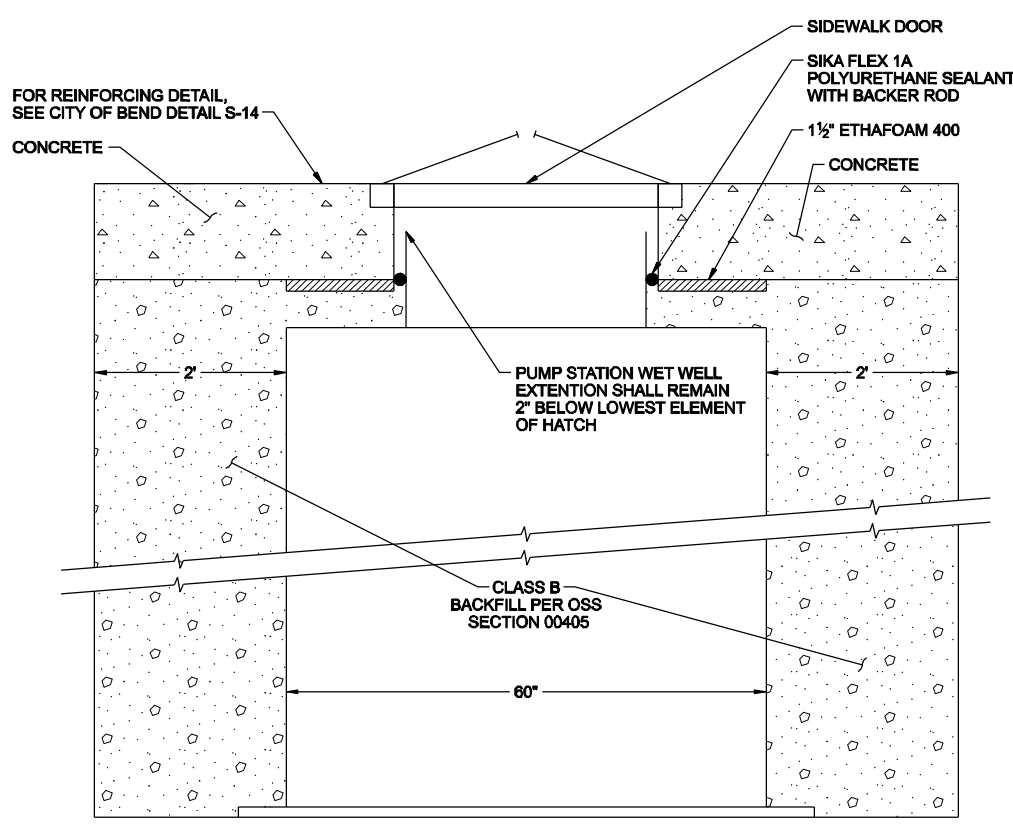 SIDEWALK DOOR
SIKA FLEX 1A
POLYURETHANE SEALANT
WITH BACKER ROD
FOR REINFORCING DETAIL,
SEE CITY OF BEND DETAIL S-14
1½" ETHAFOAM 400
CONCRETE
CONCRETE
2'
PUMP STATION WET WELL
EXTENTION SHALL REMAIN
2" BELOW LOWEST ELEMENT
OF HATCH
2'
CLASS B
BACKFILL PER OSS
SECTION 00405
60"